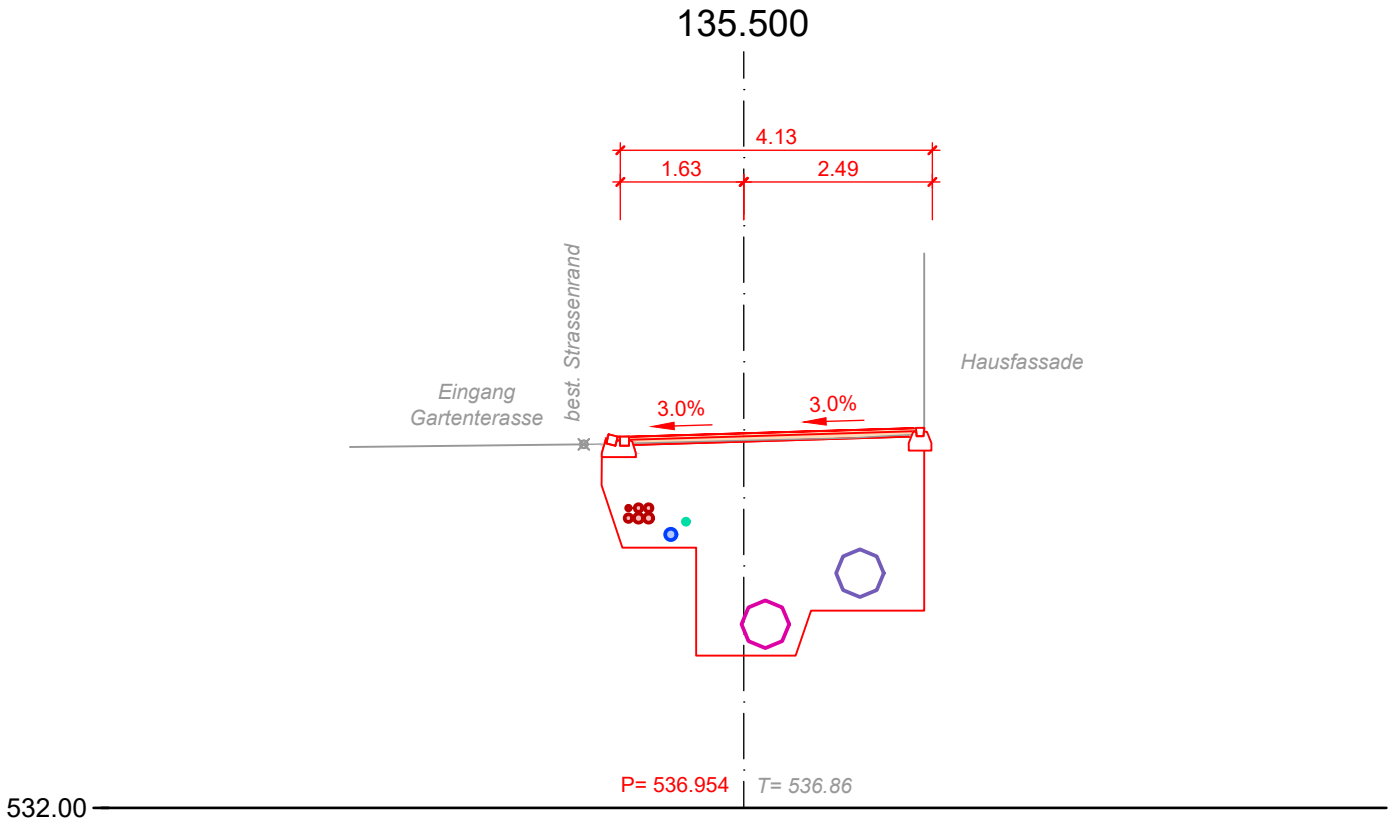 135.500
4.13
1.63
2.49
best. Strassenrand
Hausfassade
Eingang
Gartenterasse
3.0%
3.0%
P= 536.954
T= 536.86
532.00